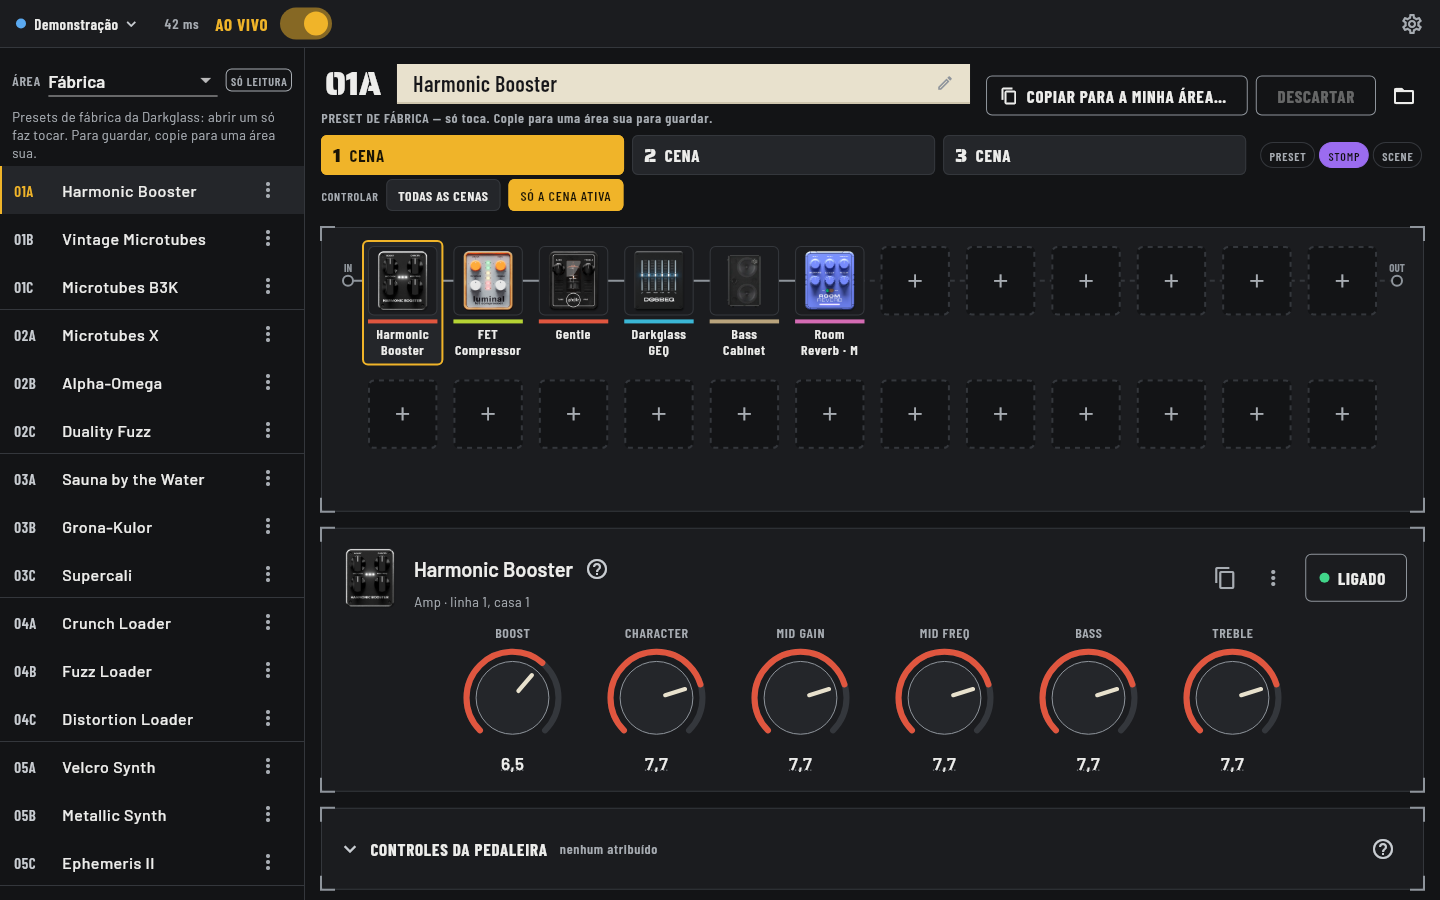 Demonstração
42 ms
AO VIVO
ÁREA Fábrica
SÓ LEITURA
Presets de fábrica da Darkglass: abrir um só
faz tocar. Para guardar, copie para uma área
sua.
01A Harmonic Booster
01B Vintage Microtubes
01C Microtubes B3K
02A Microtubes X
02B Alpha-Omega
02C Duality Fuzz
03A Sauna by the Water
03B Grona-Kulor
03C Supercali
04A Crunch Loader
04B Fuzz Loader
04C Distortion Loader
05A Velcro Synth
05B Metallic Synth
05C Ephemeris II
01A
Harmonic Booster
COPIAR PARA A MINHA ÁREA...
DESCARTAR
PRESET DE FÁBRICA — só toca. Copie para uma área sua para guardar.
1 CENA
2 CENA
3 CENA
PRESET
STOMP
SCENE
CONTROLAR
TODAS AS CENAS
SÓ A CENA ATIVA
IN
OUT
Harmonic
Booster
FET
Compressor
Gentle
Darkglass
GEQ
Bass
Cabinet
Room
Reverb · M
Harmonic Booster
Amp · linha 1, casa 1
LIGADO
BOOST
CHARACTER
MID GAIN
MID FREQ
BASS
TREBLE
6,5
7,7
7,7
7,7
7,7
7,7
CONTROLES DA PEDALEIRA
nenhum atribuído